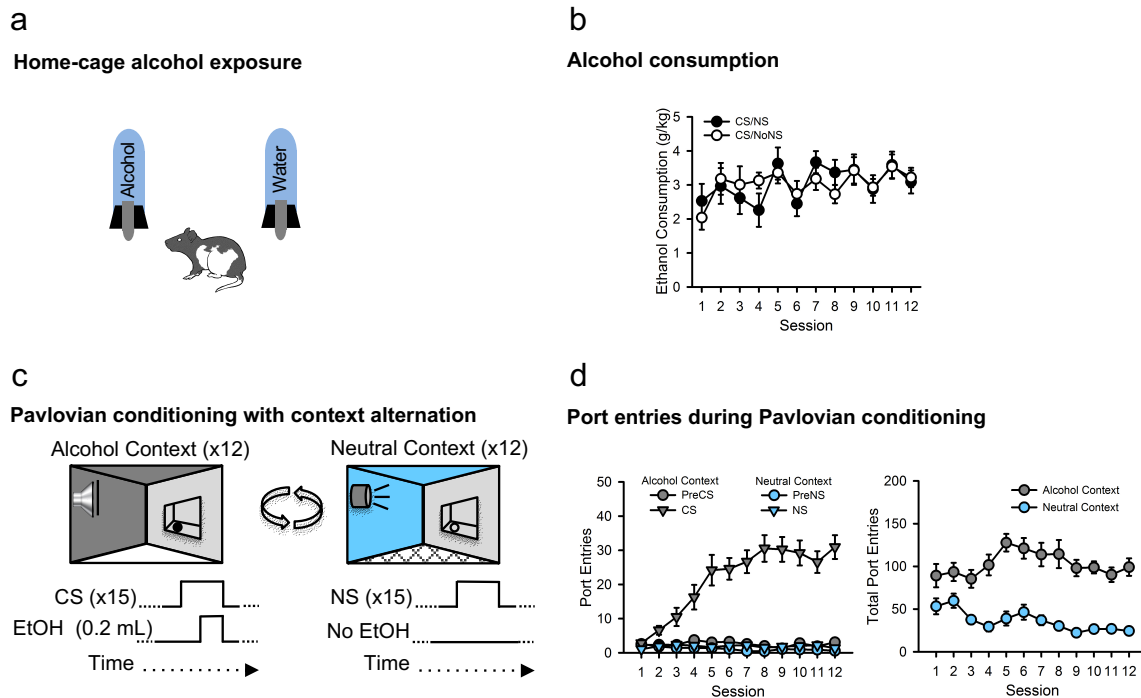 a
Home-cage alcohol exposure
Alcohol
Water
b
Alcohol consumption
CS/NS
CS/NoNS
Ethanol Consumption (g/kg)
5
4
3
2
1
0
1 2 3 4 5 6 7 8 9 10 11 12
Session
c
Pavlovian conditioning with context alternation
Alcohol Context (x12)
Neutral Context (x12)
CS (x15)
EtOH (0.2 mL)
Time
NS (x15)
No EtOH
Time
d
Port entries during Pavlovian conditioning
Alcohol Context
PreCS
CS
Neutral Context
PreNS
NS
Port Entries
50
40
30
20
10
0
1 2 3 4 5 6 7 8 9 10 11 12
Session
Alcohol Context
Neutral Context
Total Port Entries
200
150
100
50
0
1 2 3 4 5 6 7 8 9 10 11 12
Session